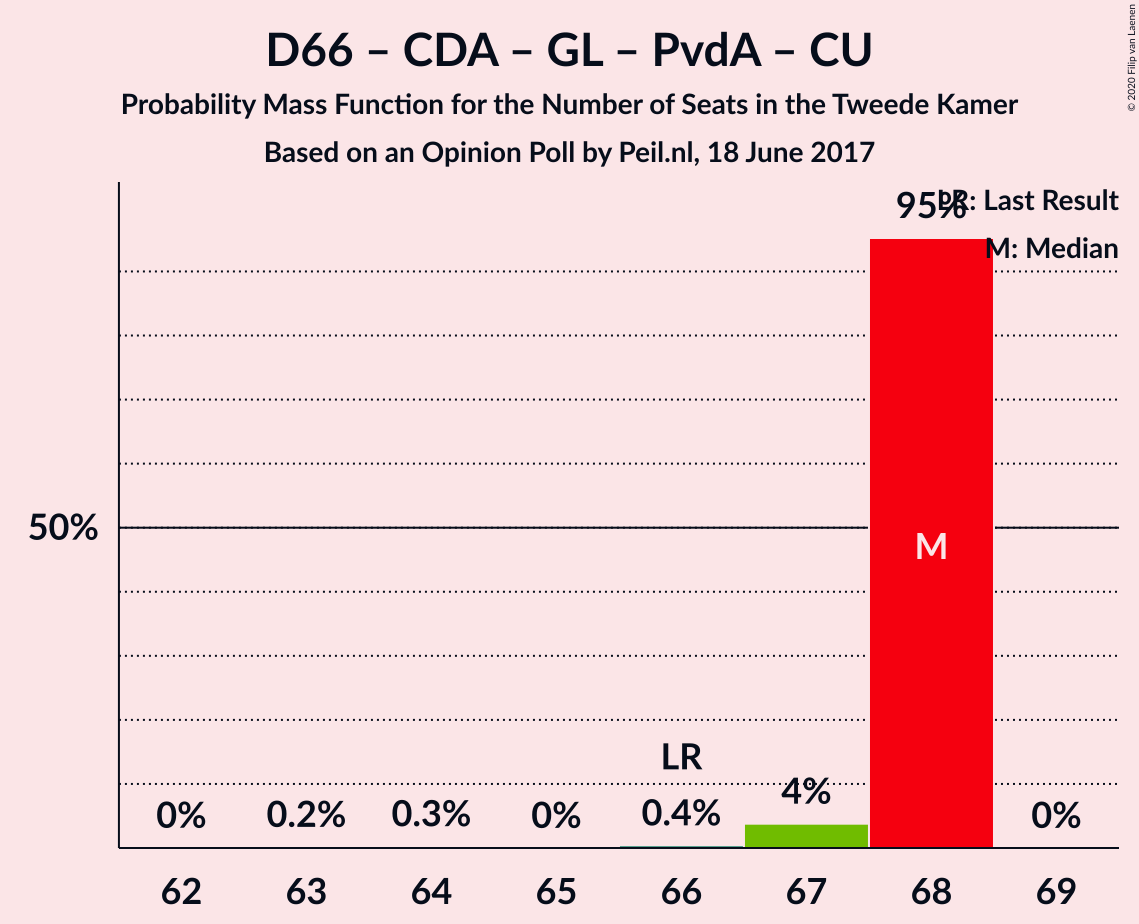 D66 – CDA – GL – PvdA – CU
Probability Mass Function for the Number of Seats in the Tweede Kamer
Based on an Opinion Poll by Peil.nl, 18 June 2017
© 2020 Filip van Laenen
95%
LR: Last Result
M: Median
50%
M
LR
0% 0.2% 0.3% 0% 0.4% 4% 0%
62 63 64 65 66 67 68 69